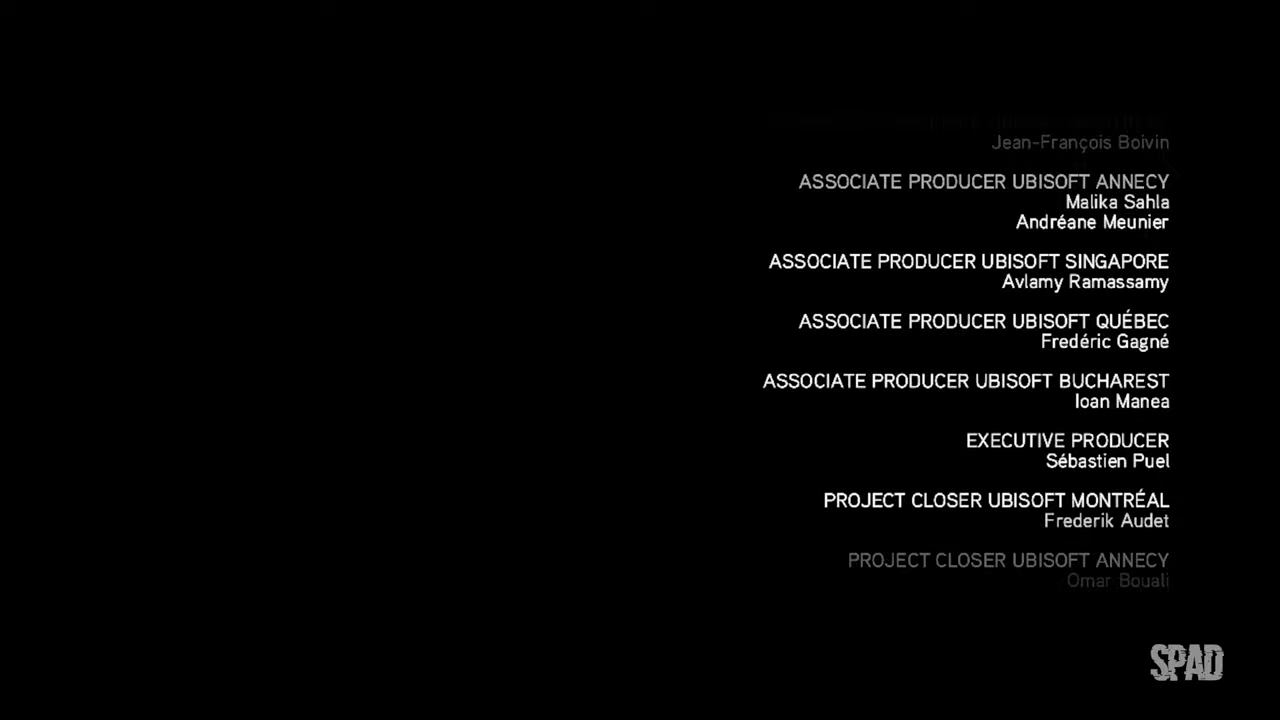 Jean-François Boivin
ASSOCIATE PRODUCER UBISOFT ANNECY
Malika Sahla
Andréane Meunier
ASSOCIATE PRODUCER UBISOFT SINGAPORE
Avlamy Ramassamy
ASSOCIATE PRODUCER UBISOFT QUÉBEC
Fredéric Gagné
ASSOCIATE PRODUCER UBISOFT BUCHAREST
Ioan Manea
EXECUTIVE PRODUCER
Sébastien Puel
PROJECT CLOSER UBISOFT MONTRÉAL
Frederik Audet
PROJECT CLOSER UBISOFT ANNECY
Omar Bouali
SPAD